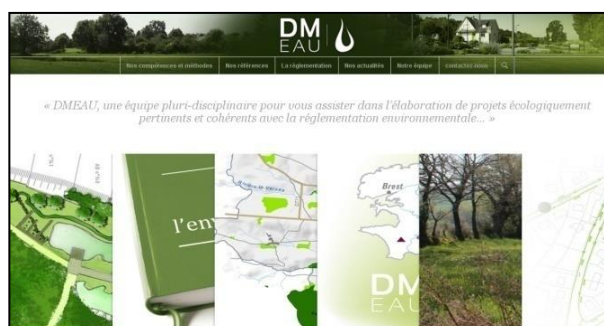 DM
EAU
Nos compétences et méthodes Nos références La réglementation Nos actualités Notre équipe contactez-nous
« DMEAU, une équipe pluri-disciplinaire pour vous assister dans l'élaboration de projets écologiquement
pertinents et cohérents avec la réglementation environnementale... »
l'env
Brest
DM
EAU